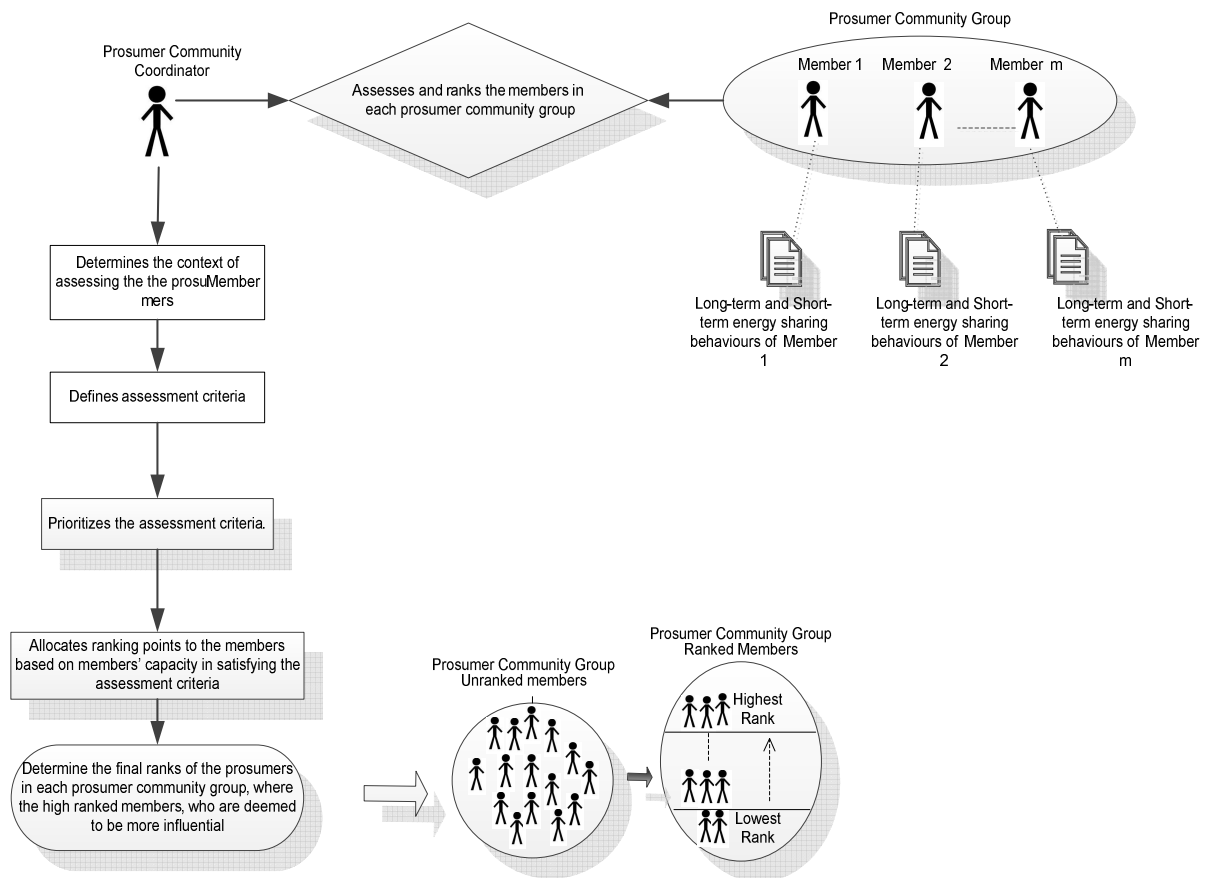 Prosumer Community Group
Prosumer Community
Coordinator
Member 1
Member 2
Member m
Assesses and ranks the members in
each prosumer community group
Determines the context of
assessing the the prosuMember
mers
Long-term and Short-
term energy sharing
behaviours of Member
1
Long-term and Short-
term energy sharing
behaviours of Member
2
Long-term and Short-
term energy sharing
behaviours of Member
m
Defines assessment criteria
Prioritizes the assessment criteria.
Allocates ranking points to the members
based on members’ capacity in satisfying the
assessment criteria
Determine the final ranks of the prosumers
in each prosumer community group, where
the high ranked members, who are deemed
to be more influential
Prosumer Community Group
Unranked members
Prosumer Community Group
Ranked Members
Highest
Rank
Lowest
Rank